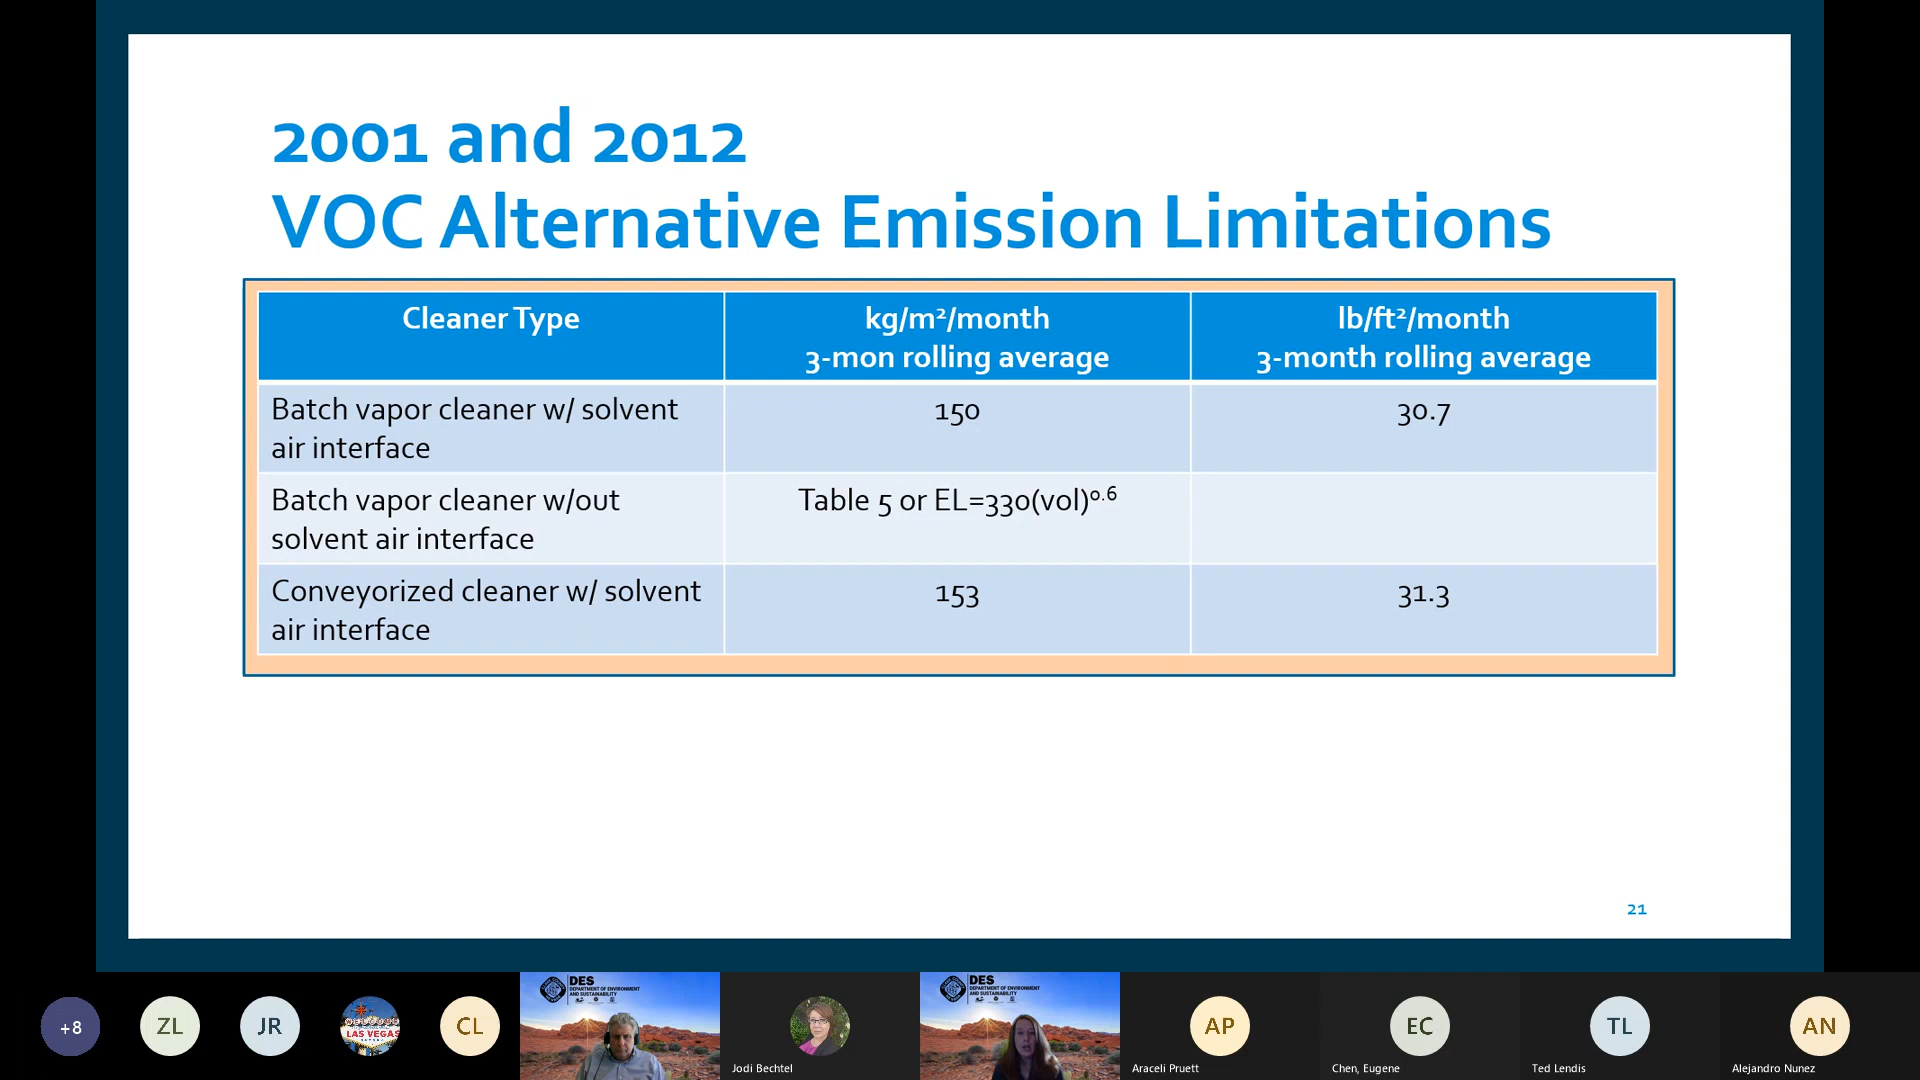 2001 and 2012
VOC Alternative Emission Limitations
Cleaner Type
kg/m²/month
3-mon rolling average
lb/ft²/month
3-month rolling average
Batch vapor cleaner w/ solvent
air interface
150
30.7
Batch vapor cleaner w/out
solvent air interface
Table 5 or EL=330(vol)⁰·⁶
Conveyorized cleaner w/ solvent
air interface
153
31.3
21
+8
ZL
JR
WELCOME
LAS VEGAS
CL
DES
DEPARTMENT OF ENVIRONMENT
AND SUSTAINABILITY
Jodi Bechtel
DES
DEPARTMENT OF ENVIRONMENT
AND SUSTAINABILITY
AP
Araceli Pruett
EC
Chen, Eugene
TL
Ted Lendis
AN
Alejandro Nunez